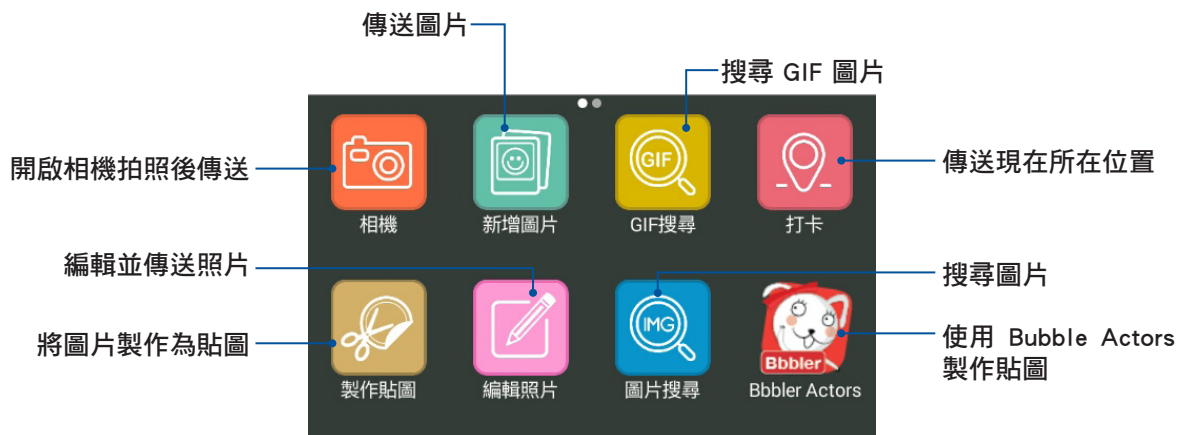 傳送圖片
搜尋 GIF 圖片
開啟相機拍照後傳送
傳送現在所在位置
GIF
相機
新增圖片
GIF搜尋
打卡
編輯並傳送照片
搜尋圖片
將圖片製作為貼圖
使用 Bubble Actors
製作貼圖
IMG
Bbbler
製作貼圖
編輯照片
圖片搜尋
Bbbler Actors